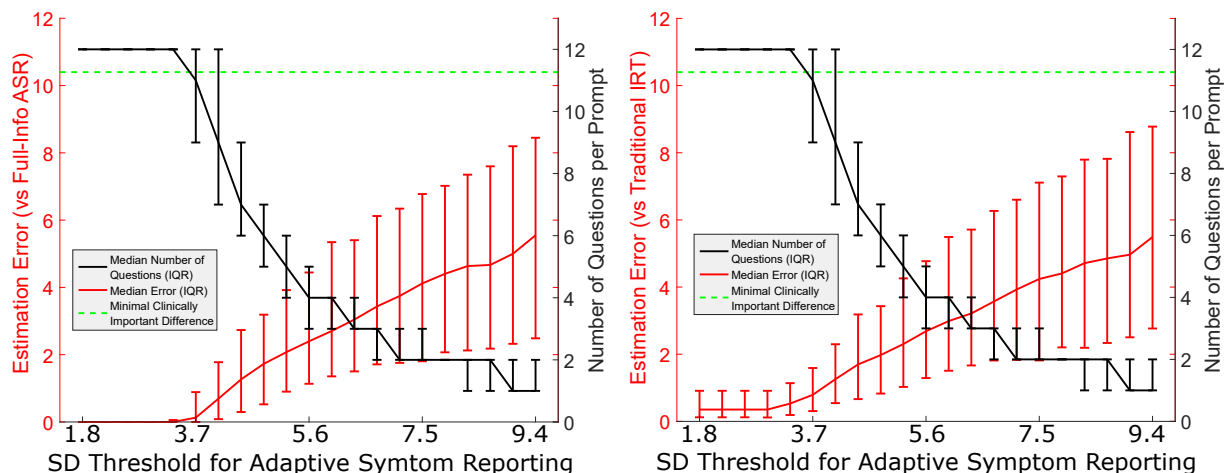 12
10
8
6
4
2
0
Estimation Error (vs Full-Info ASR)
Median Number of
Questions (IQR)
Median Error (IQR)
Minimal Clinically
Important Difference
12
10
8
6
4
2
0
Number of Questions per Prompt
1.8 3.7 5.6 7.5 9.4
SD Threshold for Adaptive Symtom Reporting
12
10
8
6
4
2
0
Estimation Error (vs Traditional IRT)
Median Number of
Questions (IQR)
Median Error (IQR)
Minimal Clinically
Important Difference
12
10
8
6
4
2
0
Number of Questions per Prompt
1.8 3.7 5.6 7.5 9.4
SD Threshold for Adaptive Symtom Reporting